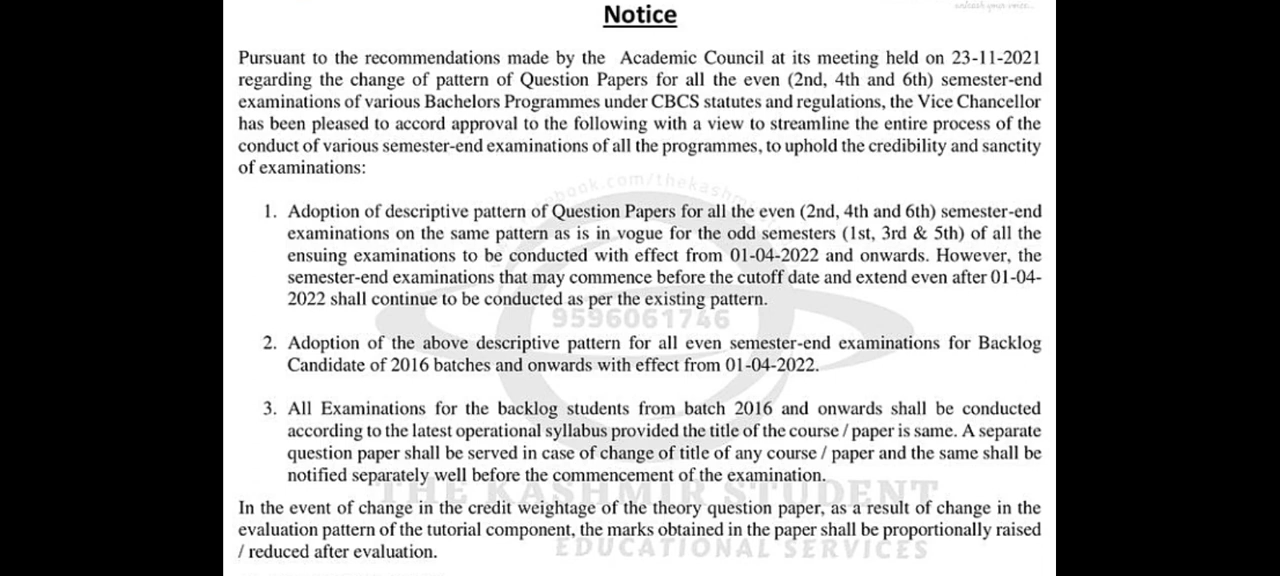 unleash your voice...
Notice
Pursuant to the recommendations made by the Academic Council at its meeting held on 23-11-2021
regarding the change of pattern of Question Papers for all the even (2nd, 4th and 6th) semester-end
examinations of various Bachelors Programmes under CBCS statutes and regulations, the Vice Chancellor
has been pleased to accord approval to the following with a view to streamline the entire process of the
conduct of various semester-end examinations of all the programmes, to uphold the credibility and sanctity
of examinations:
book.com/thekashm
1. Adoption of descriptive pattern of Question Papers for all the even (2nd, 4th and 6th) semester-end
examinations on the same pattern as is in vogue for the odd semesters (1st, 3rd & 5th) of all the
ensuing examinations to be conducted with effect from 01-04-2022 and onwards. However, the
semester-end examinations that may commence before the cutoff date and extend even after 01-04-
2022 shall continue to be conducted as per the existing pattern.
9596061746
2. Adoption of the above descriptive pattern for all even semester-end examinations for Backlog
Candidate of 2016 batches and onwards with effect from 01-04-2022.
3. All Examinations for the backlog students from batch 2016 and onwards shall be conducted
according to the latest operational syllabus provided the title of the course / paper is same. A separate
question paper shall be served in case of change of title of any course / paper and the same shall be
notified separately well before the commencement of the examination.
THE KASHMIR STUDENT
In the event of change in the credit weightage of the theory question paper, as a result of change in the
evaluation pattern of the tutorial component, the marks obtained in the paper shall be proportionally raised
/ reduced after evaluation.
EDUCATIONAL SERVICES